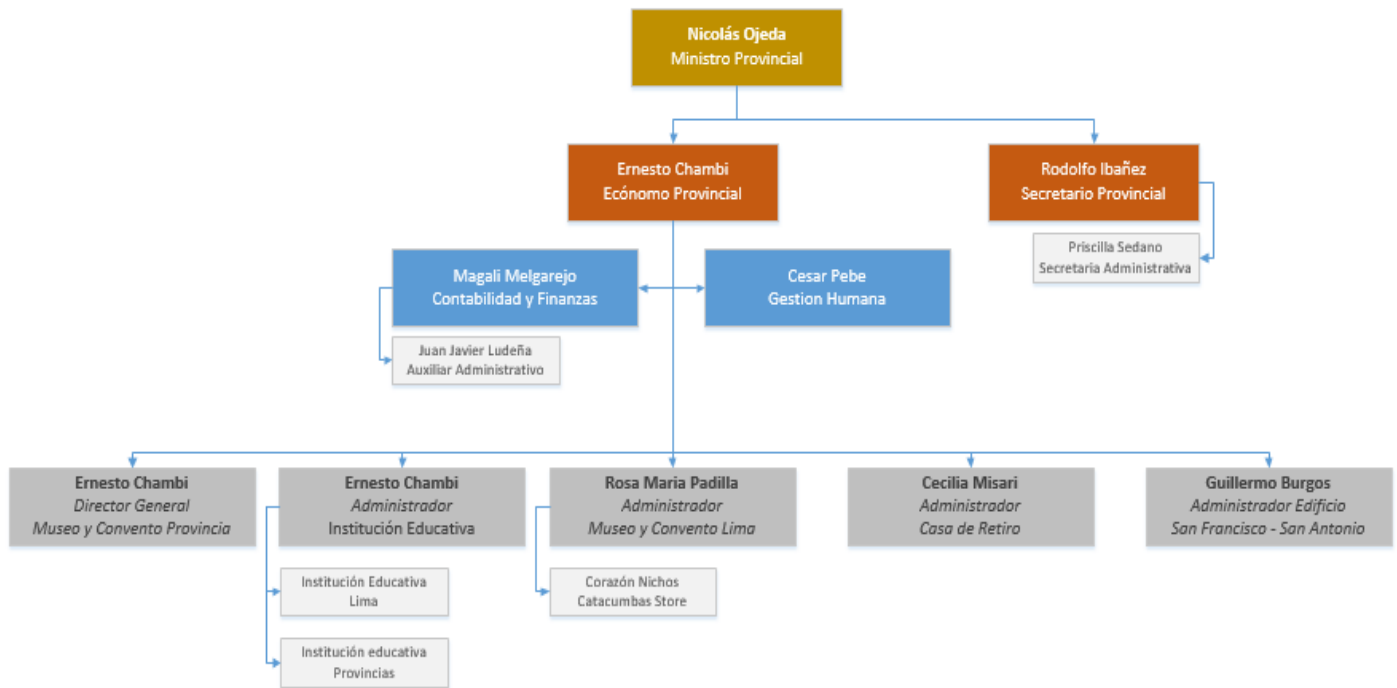 Nicolás Ojeda
Ministro Provincial
Ernesto Chambi
Ecónomo Provincial
Rodolfo Ibañez
Secretario Provincial
Priscilla Sedano
Secretaria Administrativa
Magali Melgarejo
Contabilidad y Finanzas
Cesar Pebe
Gestion Humana
Juan Javier Ludeña
Auxiliar Administrativo
Ernesto Chambi
Director General
Museo y Convento Provincia
Ernesto Chambi
Administrador
Institución Educativa
Rosa Maria Padilla
Administrador
Museo y Convento Lima
Cecilia Misari
Administrador
Casa de Retiro
Guillermo Burgos
Administrador Edificio
San Francisco - San Antonio
Institución Educativa
Lima
Corazón Nichos
Catacumbas Store
Institución educativa
Provincias